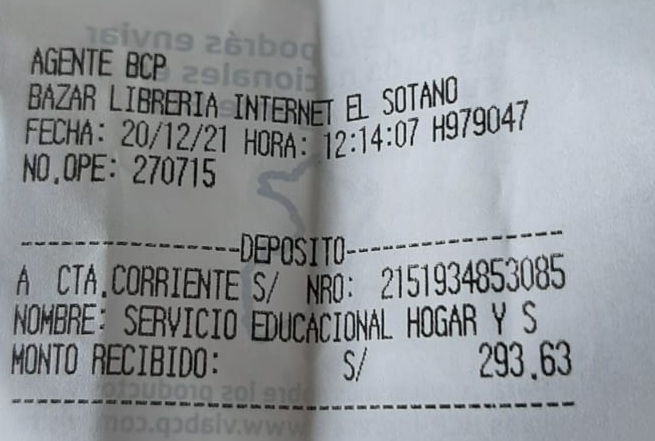 AGENTE BCP
BAZAR LIBRERIA INTERNET EL SOTANO
FECHA: 20/12/21 HORA: 12:14:07 H979047
NO.OPE: 270715
----------------DEPOSITO----------------
A CTA.CORRIENTE S/ NRO: 2151934853085
NOMBRE: SERVICIO EDUCACIONAL HOGAR Y S
MONTO RECIBIDO: S/ 293.63
----------------------------------------